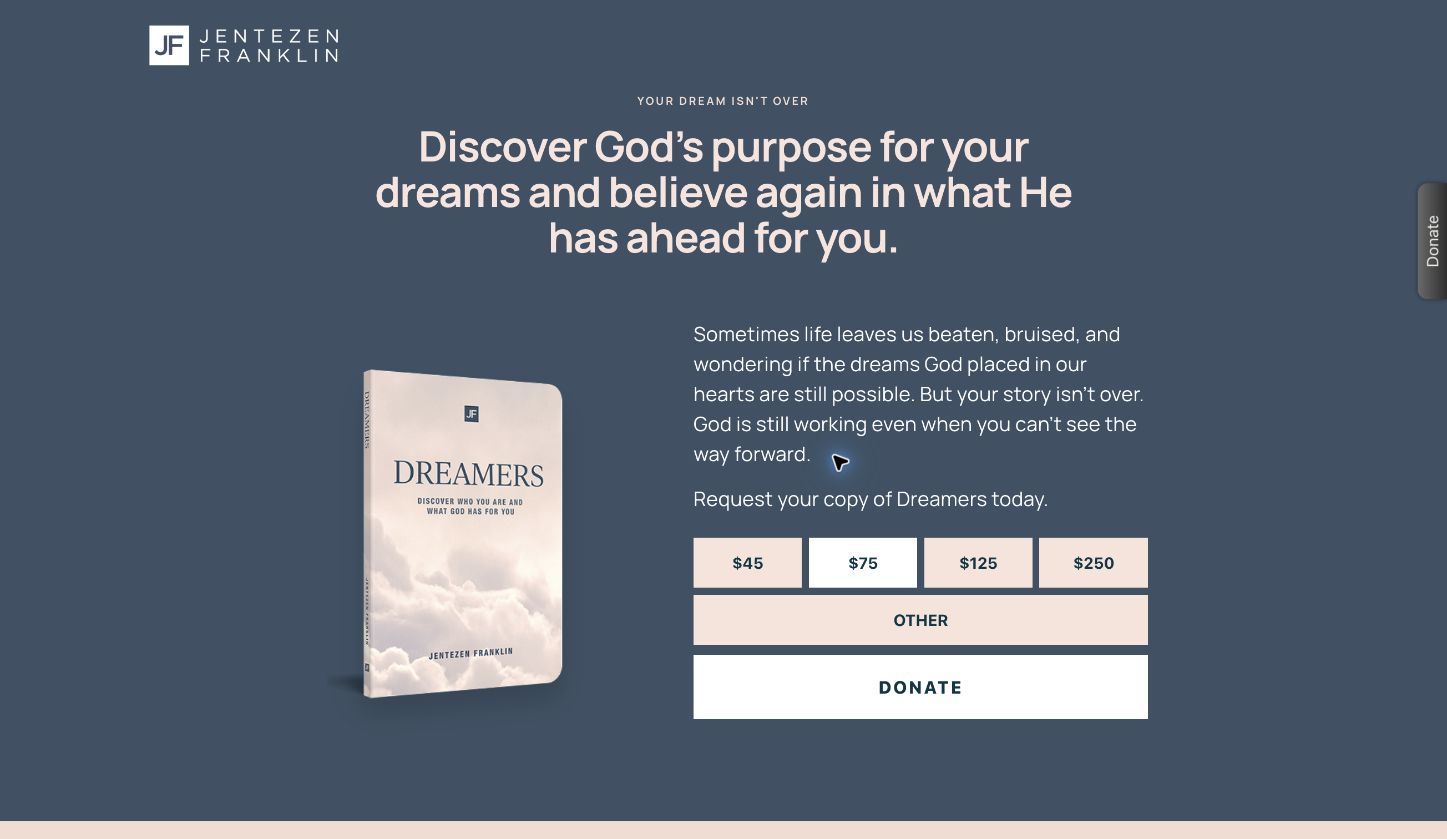 JF
JENTEZEN
FRANKLIN
YOUR DREAM ISN'T OVER
Discover God's purpose for your
dreams and believe again in what He
has ahead for you.
Donate
DREAMERS
JENTEZEN FRANKLIN
JF
DREAMERS
DISCOVER WHO YOU ARE AND
WHAT GOD HAS FOR YOU
JENTEZEN FRANKLIN
Sometimes life leaves us beaten, bruised, and
wondering if the dreams God placed in our
hearts are still possible. But your story isn't over.
God is still working even when you can't see the
way forward.
Request your copy of Dreamers today.
$45 $75 $125 $250
OTHER
DONATE